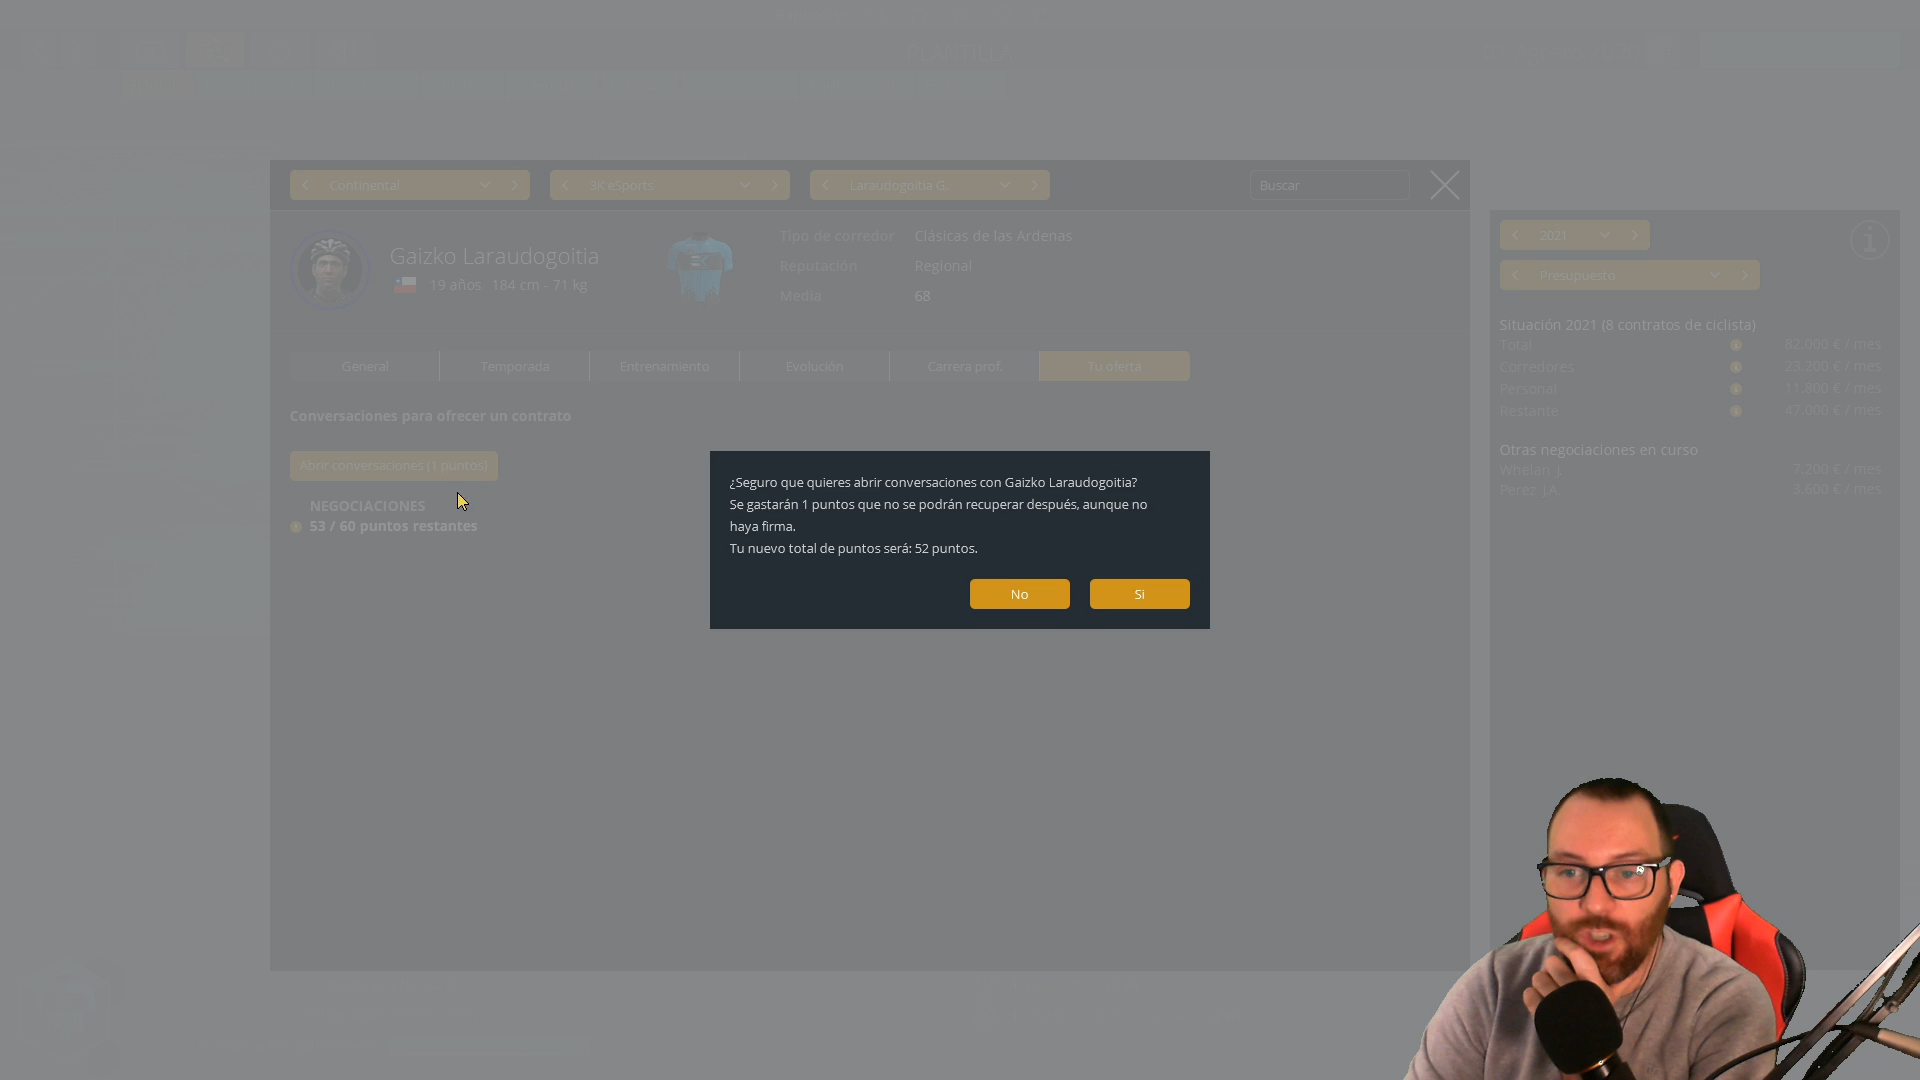 PLANTILLA
Continental
3K eSports
Laraudogoitia G.
Buscar
Gaizko Laraudogoitia
19 años 184 cm - 71 kg
Tipo de corredor Clásicas de las Ardenas
Reputación Regional
Media 68
General
Temporada
Entrenamiento
Evolución
Carrera prof.
Tu oferta
Conversaciones para ofrecer un contrato
Abrir conversaciones (1 puntos)
NEGOCIACIONES
53 / 60 puntos restantes
¿Seguro que quieres abrir conversaciones con Gaizko Laraudogoitia?
Se gastarán 1 puntos que no se podrán recuperar después, aunque no
haya firma.
Tu nuevo total de puntos será: 52 puntos.
No
Si
2021
Presupuesto
Situación 2021 (8 contratos de ciclista)
Total 82.000 € / mes
Corredores 23.200 € / mes
Personal 11.800 € / mes
Restante 47.000 € / mes
Otras negociaciones en curso
Whelan J. 7.200 € / mes
Perez JA. 3.600 € / mes